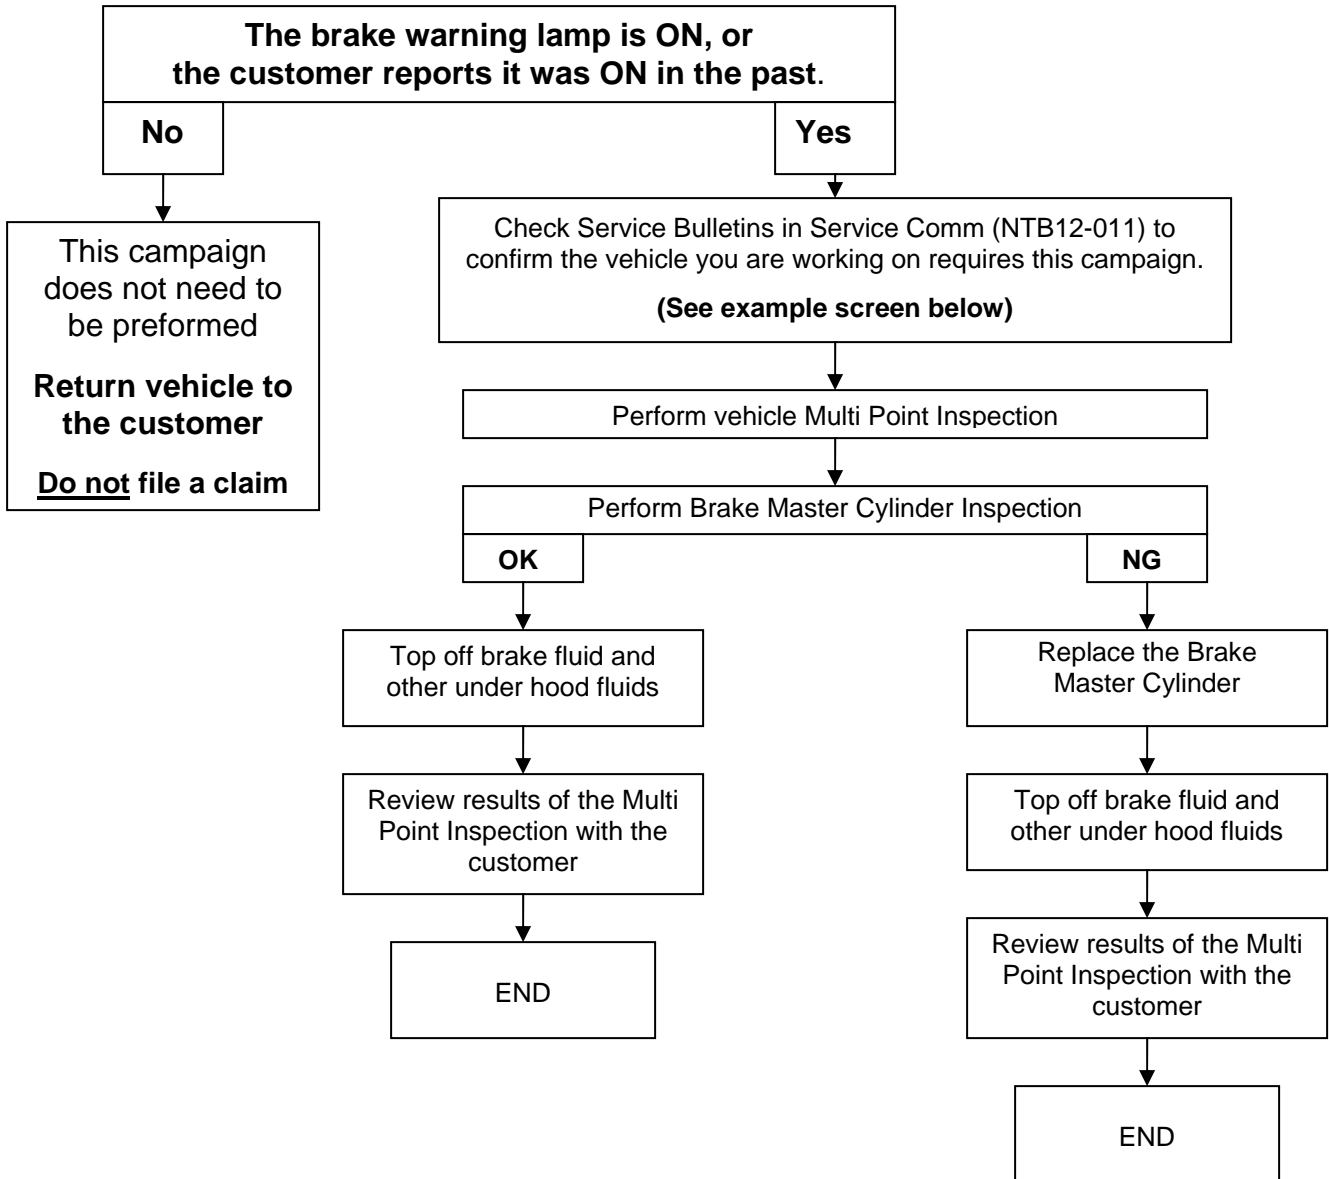 The brake warning lamp is ON, or
the customer reports it was ON in the past.
No
Yes
This campaign
does not need to
be preformed
Return vehicle to
the customer
Do not file a claim
Check Service Bulletins in Service Comm (NTB12-011) to
confirm the vehicle you are working on requires this campaign.
(See example screen below)
Perform vehicle Multi Point Inspection
Perform Brake Master Cylinder Inspection
OK
NG
Top off brake fluid and
other under hood fluids
Review results of the Multi
Point Inspection with the
customer
END
Replace the Brake
Master Cylinder
Top off brake fluid and
other under hood fluids
Review results of the Multi
Point Inspection with the
customer
END